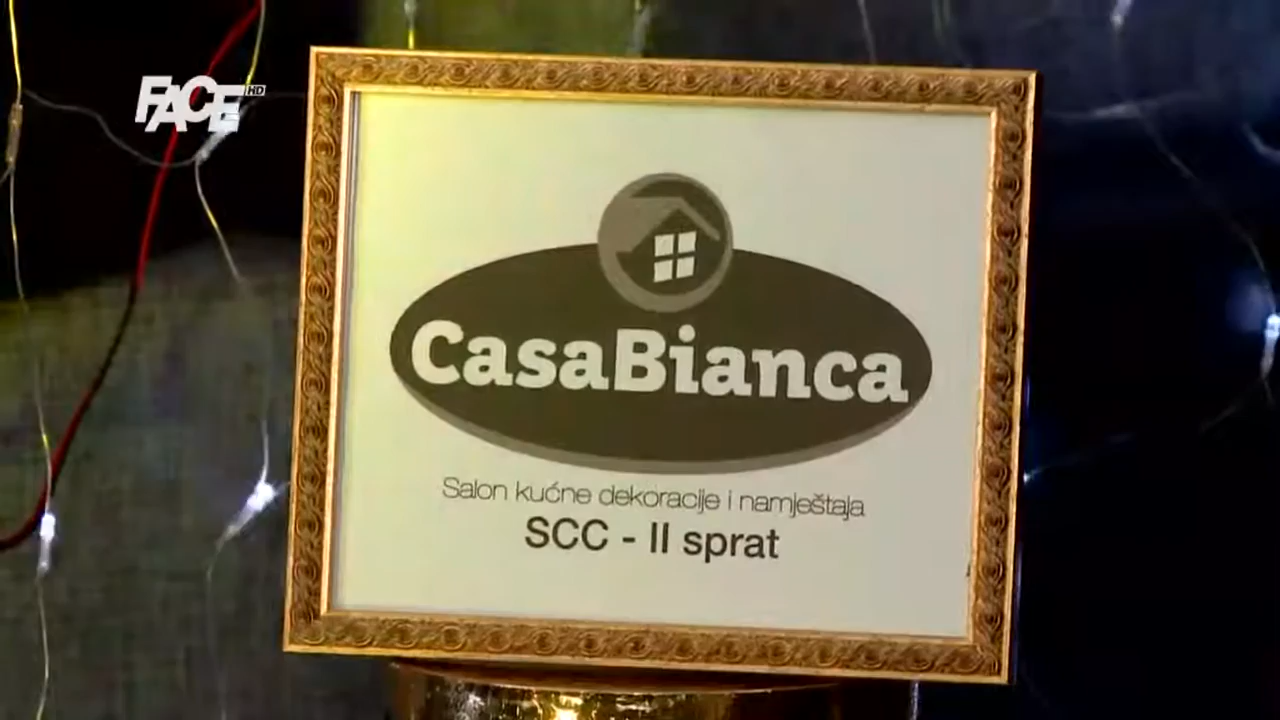 FACE HD
CasaBianca
Salon kućne dekoracije i namještaja
SCC - II sprat